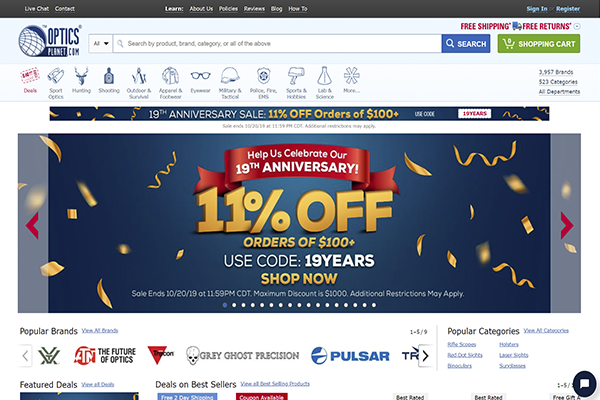 Live Chat Contact Learn: About Us Policies Reviews Blog How To Sign In or Register
FREE SHIPPING* FREE RETURNS*
OPTICS
PLANET.COM
All Search by product, brand, category, or all of the above SEARCH 0 SHOPPING CART
Deals Sport Optics Hunting Shooting Outdoor & Survival Apparel & Footwear Eyewear Military & Tactical Police, Fire, EMS Sports & Hobbies Lab & Science More...
3,957 Brands
523 Categories
All Departments
19TH ANNIVERSARY SALE: 11% OFF Orders of $100+ USE CODE 19YEARS
Sale ends 10/20/19 at 11:59 PM CDT. Additional restrictions may apply.
Help Us Celebrate Our
19TH ANNIVERSARY!
11% OFF
ORDERS OF $100+
USE CODE: 19YEARS
SHOP NOW
Sale Ends 10/20/19 at 11:59PM CDT. Maximum Discount is $1000. Additional Restrictions May Apply.
Popular Brands View All Brands 1-5 / 9
ATN THE FUTURE OF OPTICS Trijicon GREY GHOST PRECISION PULSAR TR
Popular Categories View All Categories
Rifle Scopes Holsters
Red Dot Sights Laser Sights
Binoculars Sunglasses
Featured Deals View all Deals
Deals on Best Sellers View all Best Selling Products 1-5 /
Free 2 Day Shipping Coupon Available Best Rated Best Rated Free Gift A